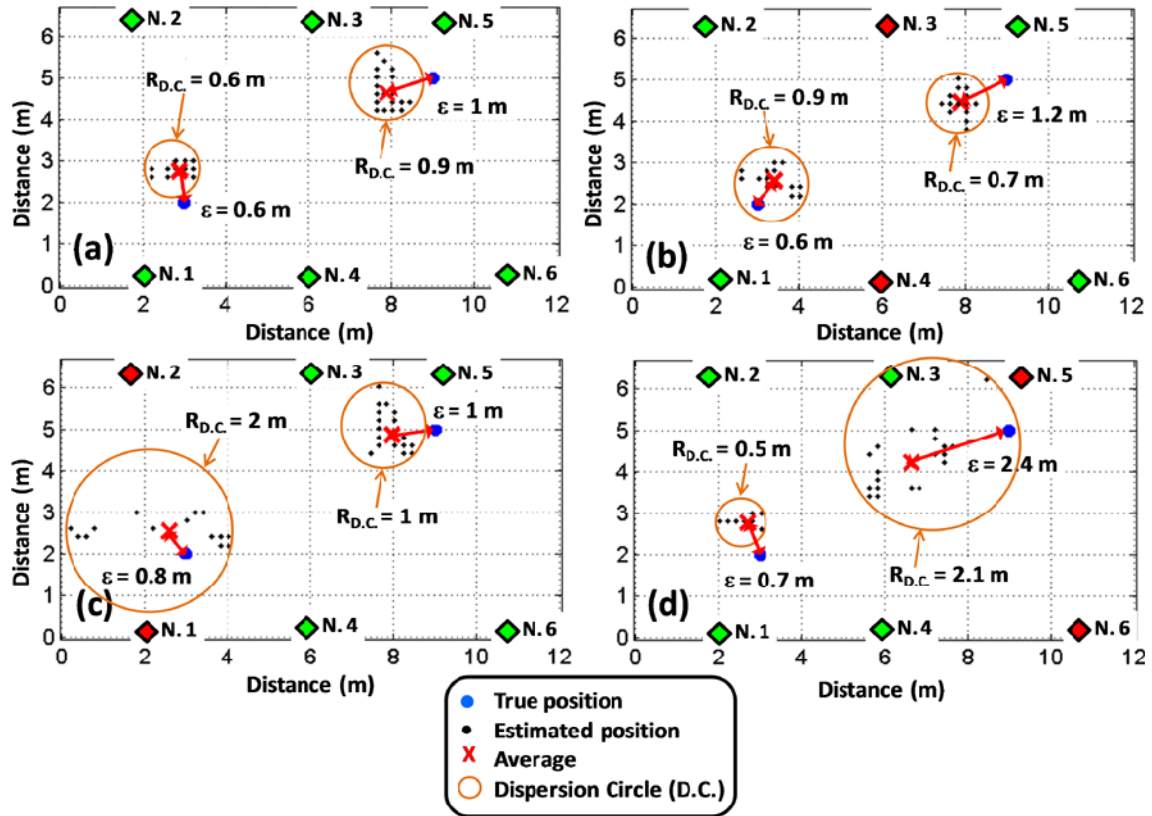 N. 2
N. 3
N. 5
R_D.C. = 0.6 m
ε = 1 m
R_D.C. = 0.9 m
ε = 0.6 m
(a)
N. 1
N. 4
N. 6
6
5
4
3
2
1
0
0
2
4
6
8
10
12
Distance (m)
Distance (m)
N. 2
N. 3
N. 5
R_D.C. = 0.9 m
ε = 1.2 m
R_D.C. = 0.7 m
ε = 0.6 m
(b)
N. 1
N. 4
N. 6
6
5
4
3
2
1
0
0
2
4
6
8
10
12
Distance (m)
Distance (m)
N. 2
N. 3
N. 5
R_D.C. = 2 m
ε = 1 m
R_D.C. = 1 m
ε = 0.8 m
(c)
N. 1
N. 4
N. 6
6
5
4
3
2
1
0
0
2
4
6
8
10
12
Distance (m)
Distance (m)
N. 2
N. 3
N. 5
R_D.C. = 0.5 m
ε = 2.4 m
R_D.C. = 2.1 m
ε = 0.7 m
(d)
N. 1
N. 4
N. 6
6
5
4
3
2
1
0
0
2
4
6
8
10
12
Distance (m)
Distance (m)
True position
Estimated position
Average
Dispersion Circle (D.C.)